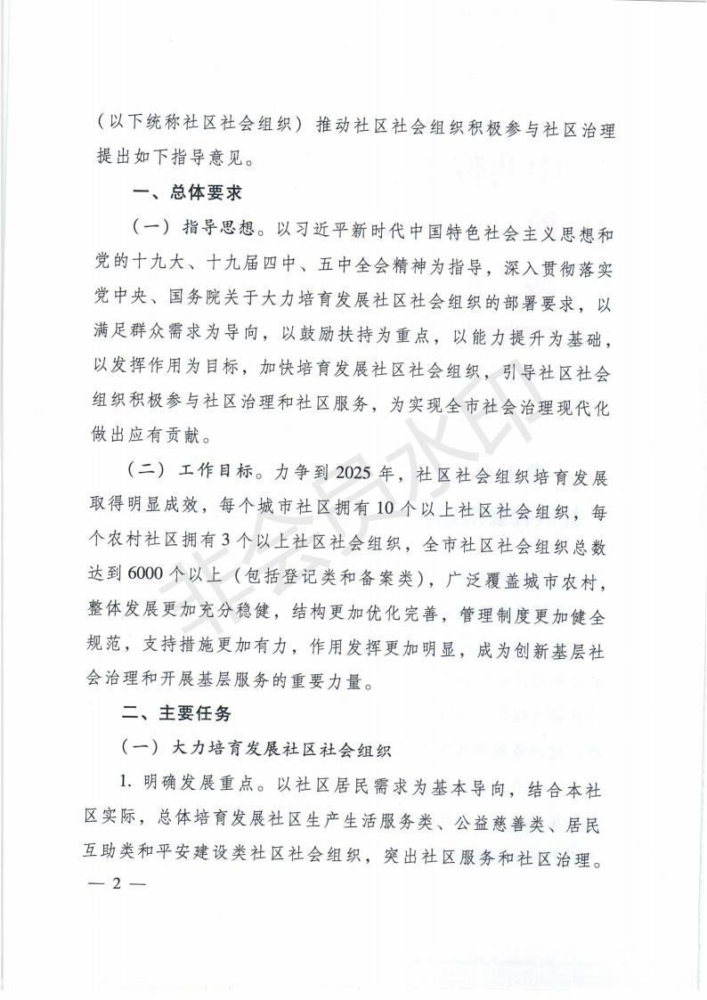 （以下统称社区社会组织）推动社区社会组织积极参与社区治理
提出如下指导意见。
一、总体要求
（一）指导思想。以习近平新时代中国特色社会主义思想和
党的十九大、十九届四中、五中全会精神为指导，深入贯彻落实
党中央、国务院关于大力培育发展社区社会组织的部署要求，以
满足群众需求为导向，以鼓励扶持为重点，以能力提升为基础，
以发挥作用为目标，加快培育发展社区社会组织，引导社区社会
组织积极参与社区治理和社区服务，为实现全市社会治理现代化
做出应有贡献。
（二）工作目标。力争到 2025 年，社区社会组织培育发展
取得明显成效，每个城市社区拥有 10 个以上社区社会组织，每
个农村社区拥有 3 个以上社区社会组织，全市社区社会组织总数
达到 6000 个以上（包括登记类和备案类），广泛覆盖城市农村，
整体发展更加充分稳健，结构更加优化完善，管理制度更加健全
规范，支持措施更加有力，作用发挥更加明显，成为创新基层社
会治理和开展基层服务的重要力量。
二、主要任务
（一）大力培育发展社区社会组织
1. 明确发展重点。以社区居民需求为基本导向，结合本社
区实际，总体培育发展社区生产生活服务类、公益慈善类、居民
互助类和平安建设类社区社会组织，突出社区服务和社区治理。
— 2 —
非会员水印